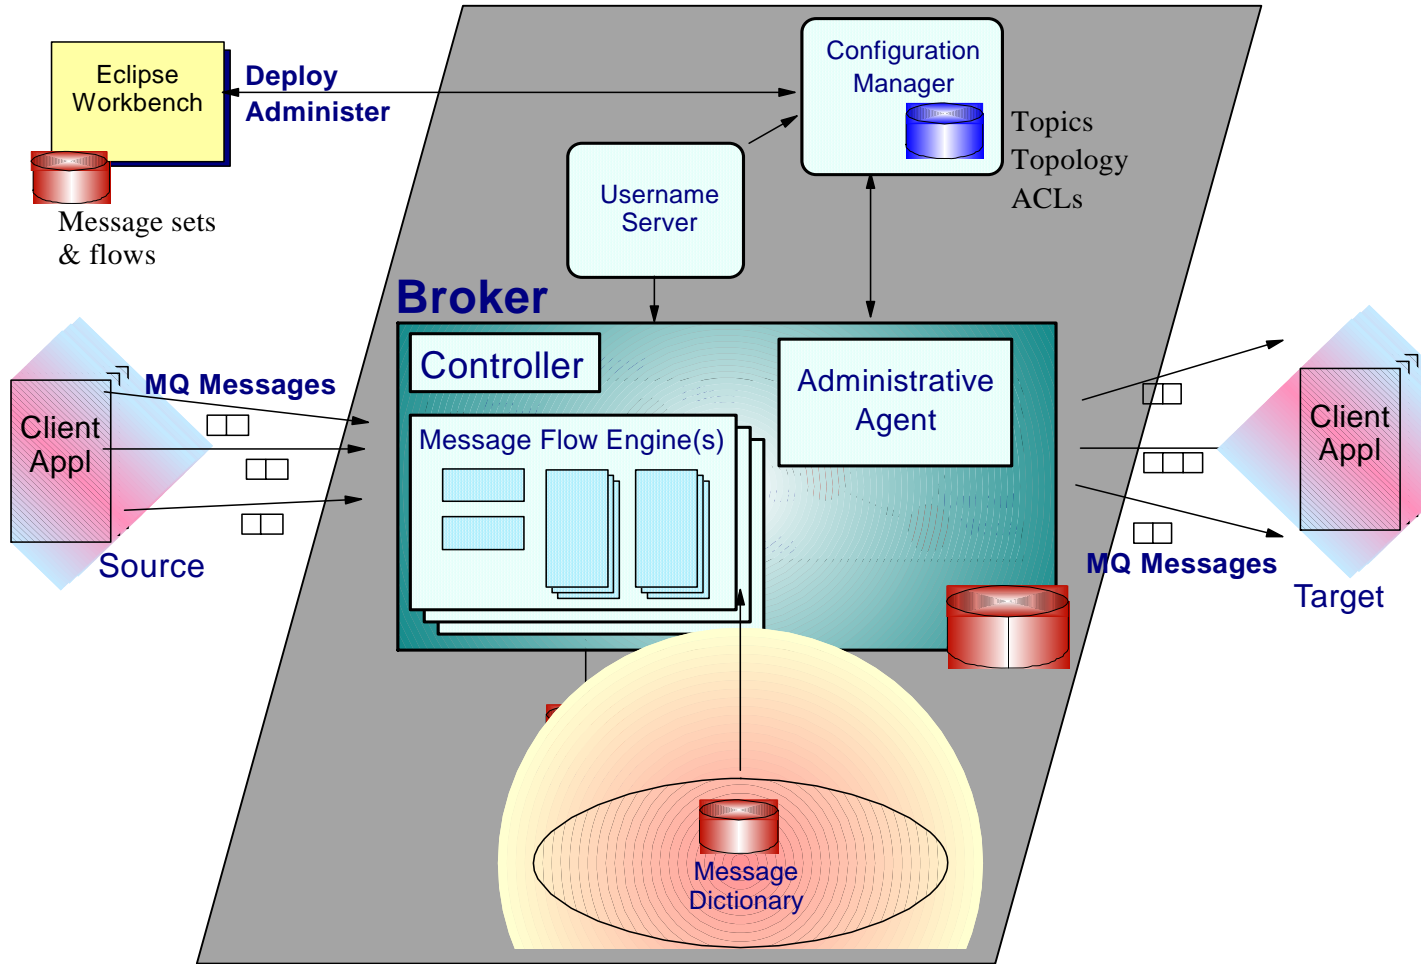 Eclipse
Workbench
Deploy
Administer
Configuration
Manager
Topics
Topology
ACLs
Message sets
& flows
Username
Server
Broker
Controller
Administrative
Agent
MQ Messages
Client
Appl
Source
Message Flow Engine(s)
Client
Appl
MQ Messages
Target
Message
Dictionary